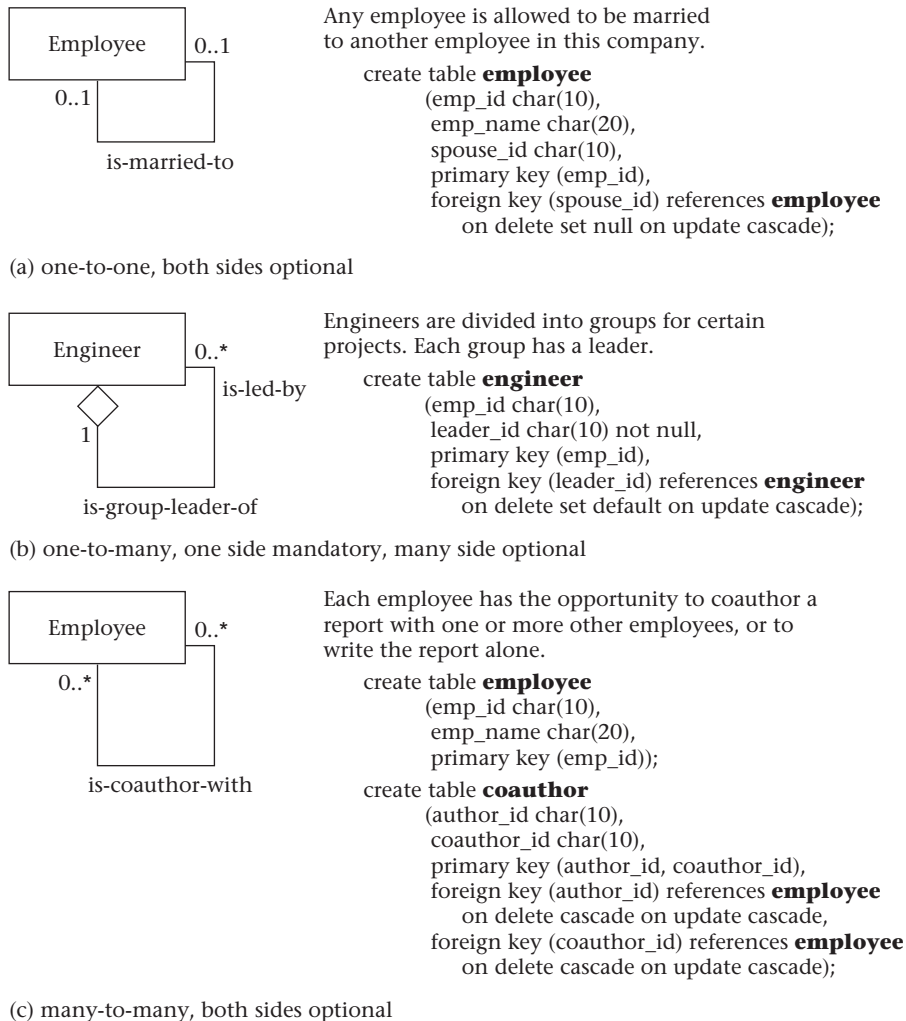 Employee
0..1
0..1
is-married-to
Any employee is allowed to be married
to another employee in this company.
create table employee
(emp_id char(10),
emp_name char(20),
spouse_id char(10),
primary key (emp_id),
foreign key (spouse_id) references employee
on delete set null on update cascade);
(a) one-to-one, both sides optional
Engineer
0..*
is-led-by
1
is-group-leader-of
Engineers are divided into groups for certain
projects. Each group has a leader.
create table engineer
(emp_id char(10),
leader_id char(10) not null,
primary key (emp_id),
foreign key (leader_id) references engineer
on delete set default on update cascade);
(b) one-to-many, one side mandatory, many side optional
Employee
0..*
0..*
is-coauthor-with
Each employee has the opportunity to coauthor a
report with one or more other employees, or to
write the report alone.
create table employee
(emp_id char(10),
emp_name char(20),
primary key (emp_id));
create table coauthor
(author_id char(10),
coauthor_id char(10),
primary key (author_id, coauthor_id),
foreign key (author_id) references employee
on delete cascade on update cascade,
foreign key (coauthor_id) references employee
on delete cascade on update cascade);
(c) many-to-many, both sides optional